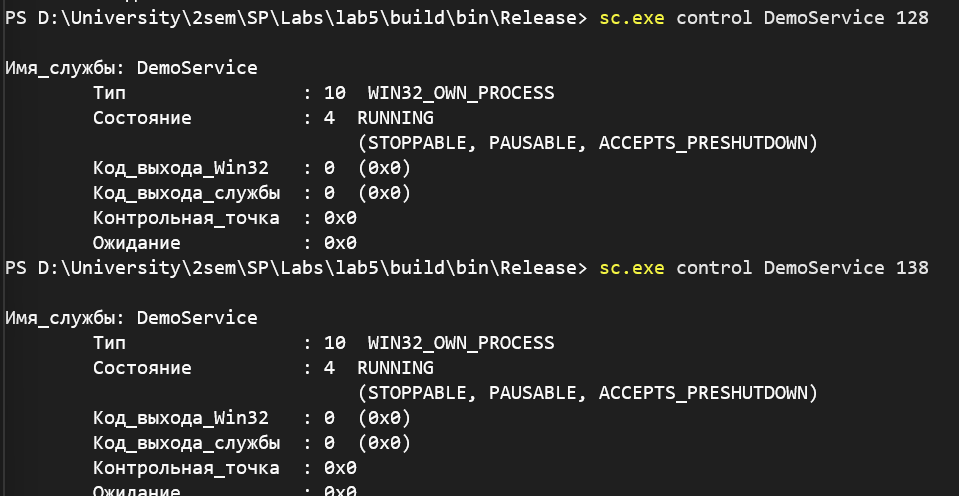 PS D:\University\2sem\SP\Labs\lab5\build\bin\Release> sc.exe control DemoService 128
Имя_службы: DemoService
Тип : 10 WIN32_OWN_PROCESS
Состояние : 4 RUNNING
(STOPPABLE, PAUSABLE, ACCEPTS_PRESHUTDOWN)
Код_выхода_Win32 : 0 (0x0)
Код_выхода_службы : 0 (0x0)
Контрольная_точка : 0x0
Ожидание : 0x0
PS D:\University\2sem\SP\Labs\lab5\build\bin\Release> sc.exe control DemoService 138
Имя_службы: DemoService
Тип : 10 WIN32_OWN_PROCESS
Состояние : 4 RUNNING
(STOPPABLE, PAUSABLE, ACCEPTS_PRESHUTDOWN)
Код_выхода_Win32 : 0 (0x0)
Код_выхода_службы : 0 (0x0)
Контрольная_точка : 0x0
Ожидание : 0x0